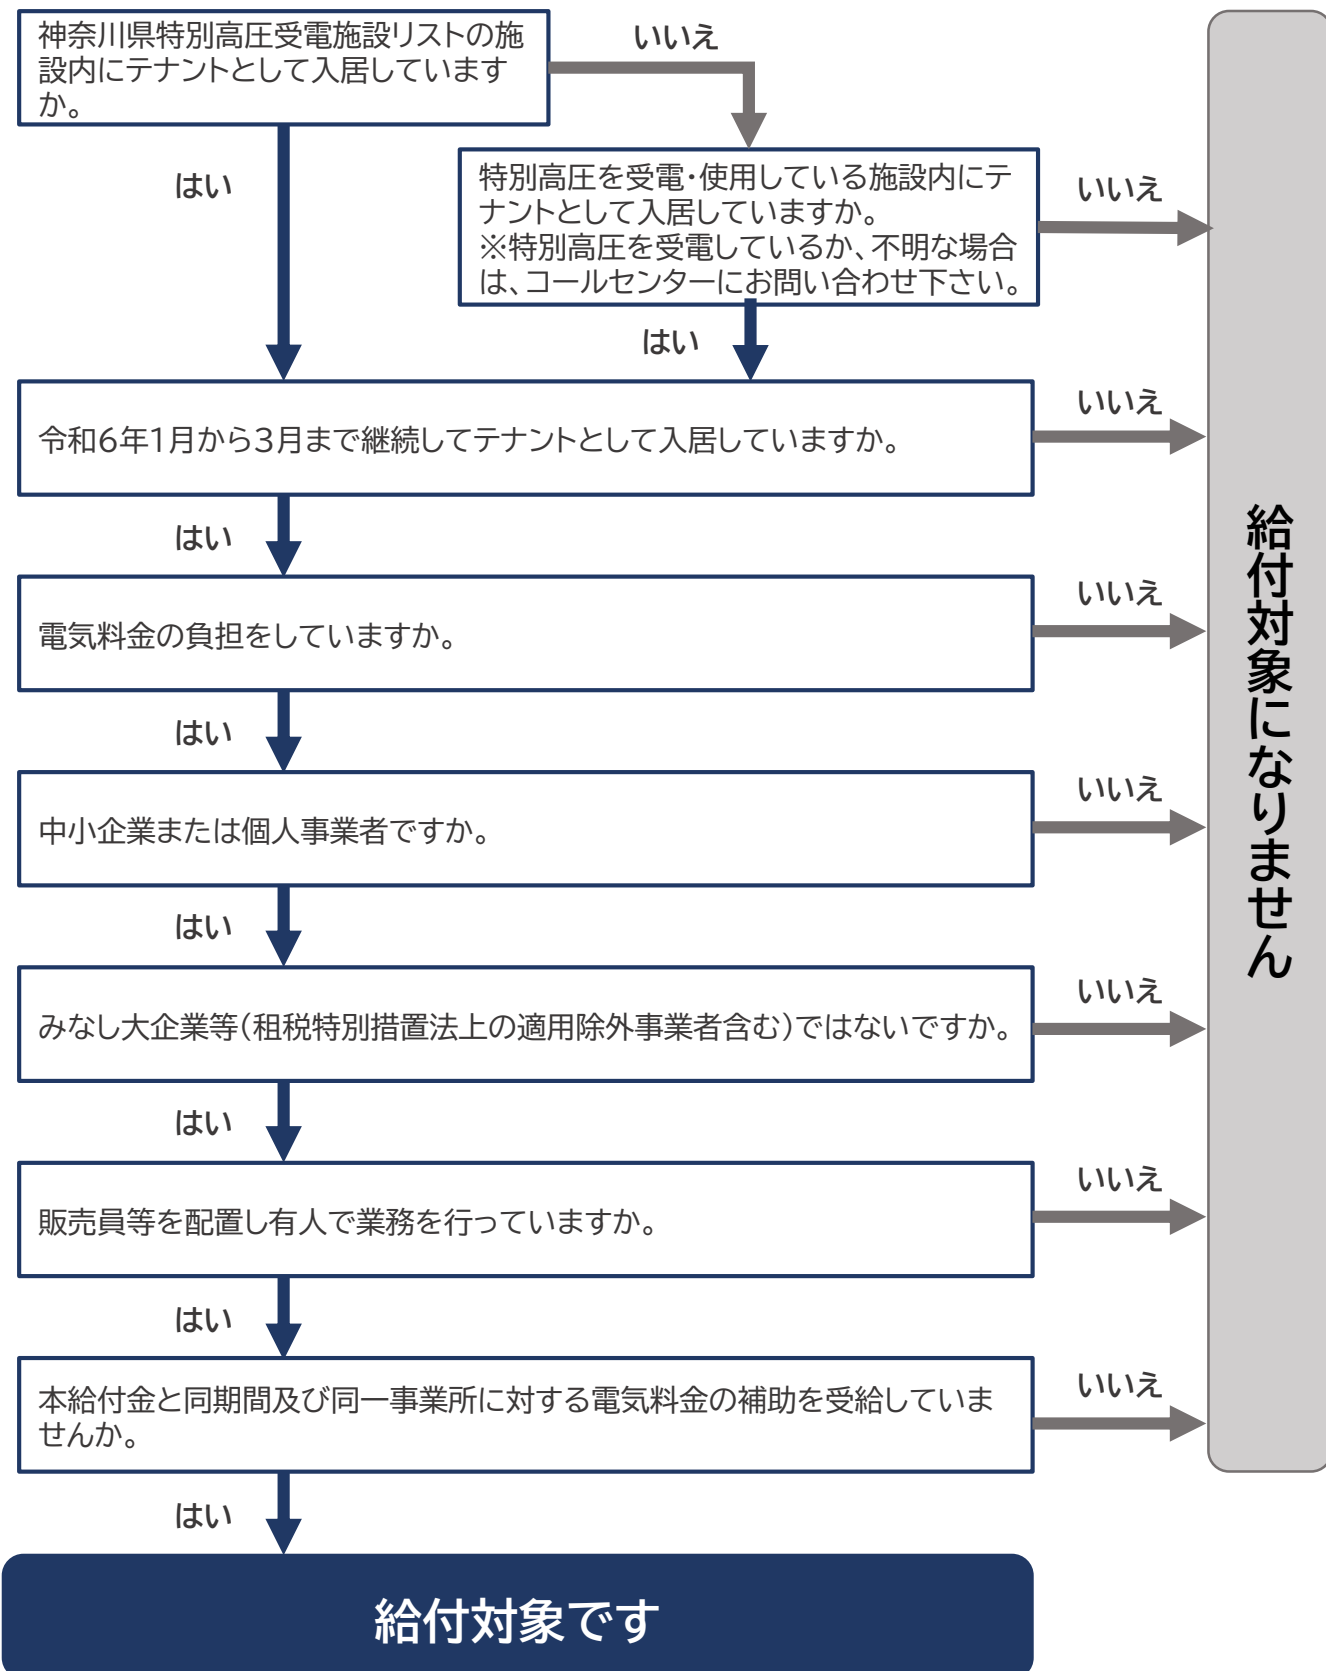 神奈川県特別高圧受電施設リストの施
設内にテナントとして入居しています
か。
いいえ
はい
特別高圧を受電・使用している施設内にテ
ナントとして入居していますか。
※特別高圧を受電しているか、不明な場合
は、コールセンターにお問い合わせ下さい。
いいえ
はい
令和6年1月から3月まで継続してテナントとして入居していますか。
いいえ
はい
電気料金の負担をしていますか。
いいえ
はい
中小企業または個人事業者ですか。
いいえ
はい
みなし大企業等(租税特別措置法上の適用除外事業者含む)ではないですか。
いいえ
はい
販売員等を配置し有人で業務を行っていますか。
いいえ
はい
本給付金と同期間及び同一事業所に対する電気料金の補助を受給していま
せんか。
いいえ
はい
給付対象になりません
給付対象です